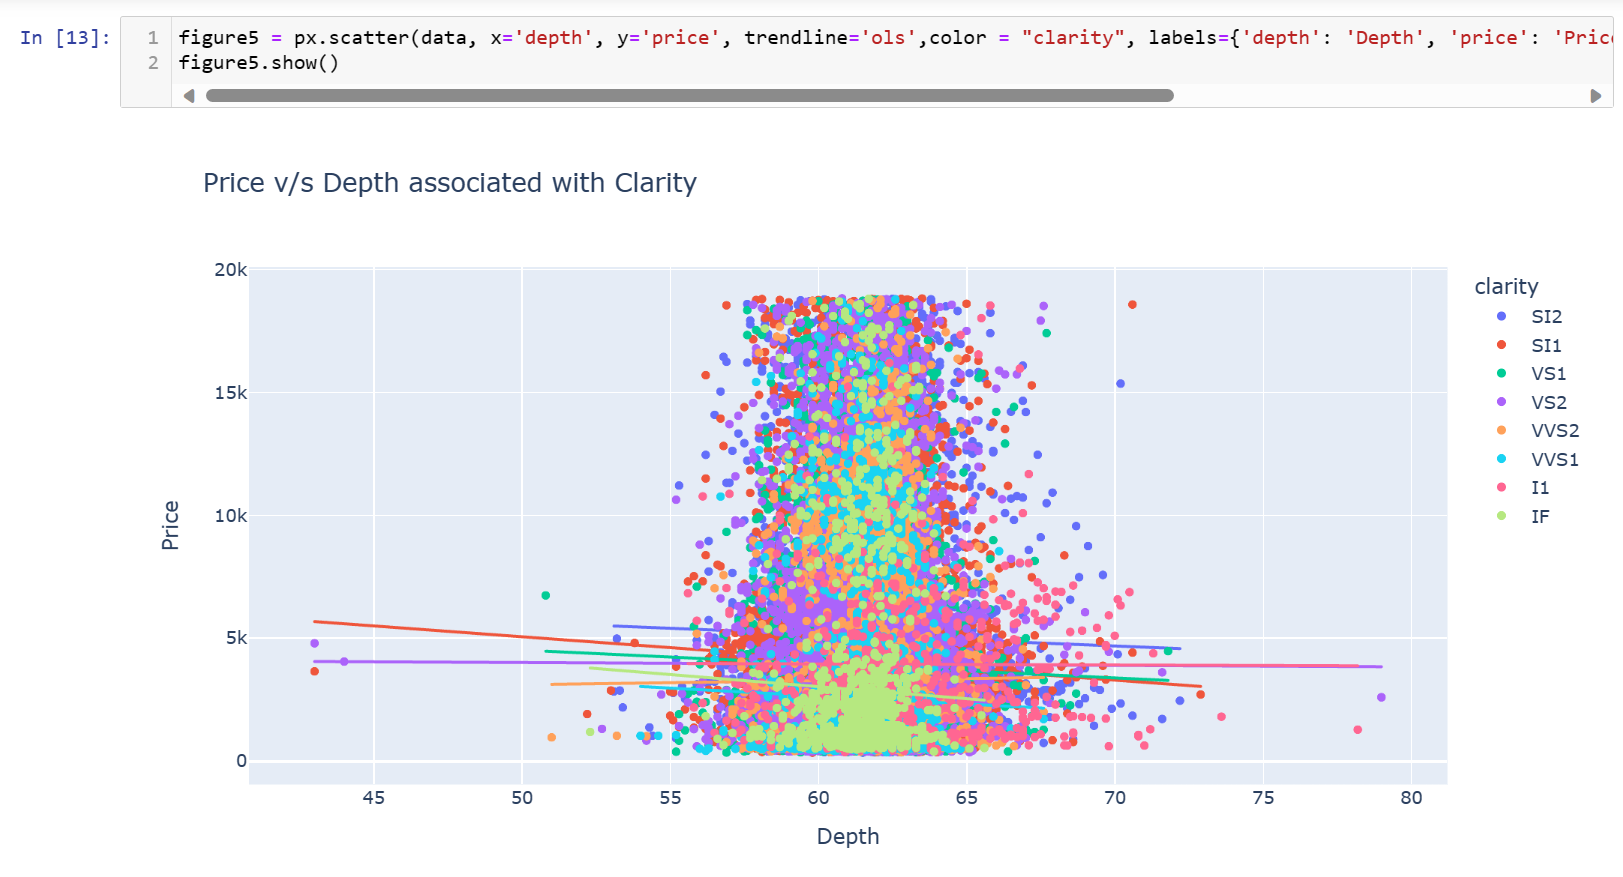 In [13]:
1 figure5 = px.scatter(data, x='depth', y='price', trendline='ols',color = "clarity", labels={'depth': 'Depth', 'price': 'Pric
2 figure5.show()
Price v/s Depth associated with Clarity
20k
15k
10k
5k
0
Price
45 50 55 60 65 70 75 80
Depth
clarity
SI2
SI1
VS1
VS2
VVS2
VVS1
I1
IF